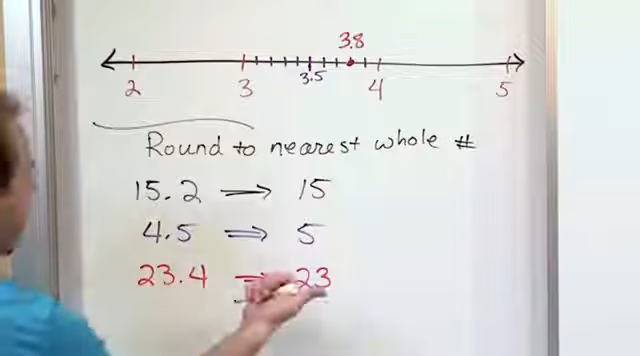 3.8
2 3 3.5 4 5
Round to nearest whole #
15.2 → 15
4.5 ⇒ 5
23.4 → 23